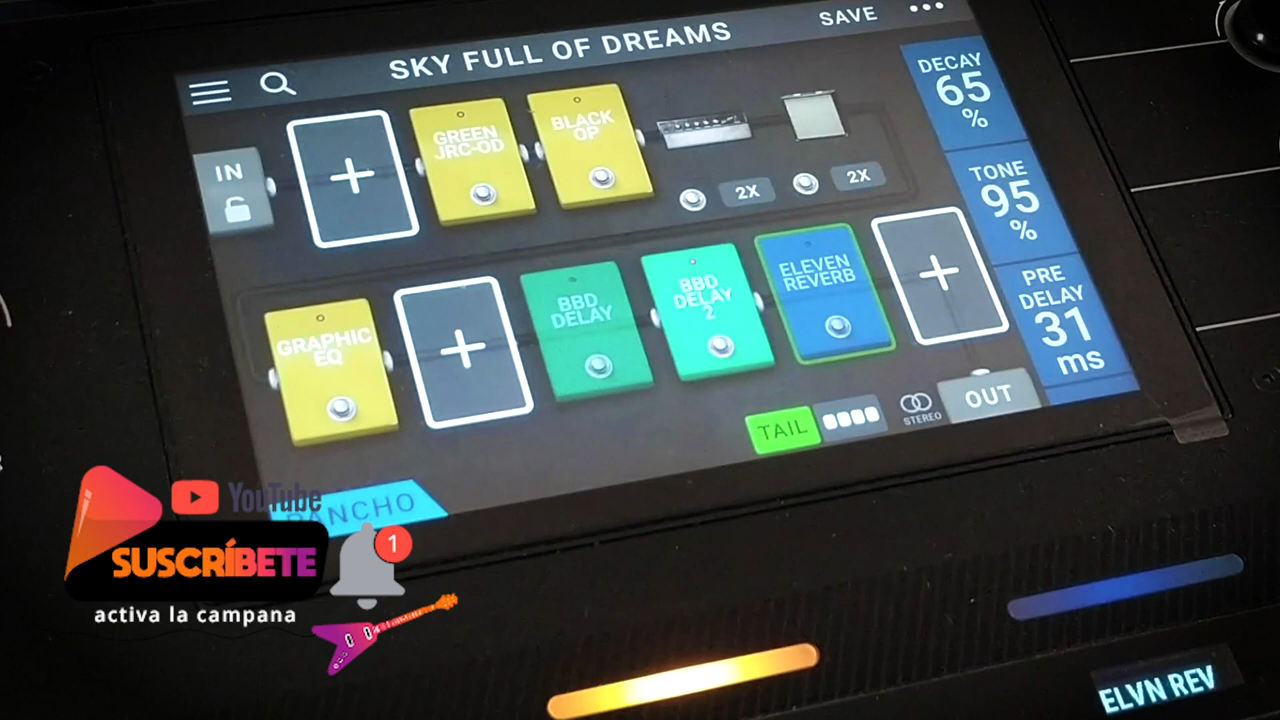 SKY FULL OF DREAMS
SAVE
IN
GREEN
JRC-OD
BLACK
OP
2X
2X
DECAY
65
%
TONE
95
%
PRE
DELAY
31
ms
GRAPHIC
EQ
BBD
DELAY
BBD
DELAY
2
ELEVEN
REVERB
TAIL
STEREO
OUT
PANCHO
YouTube
1
SUSCRÍBETE
activa la campana
ELVN REV